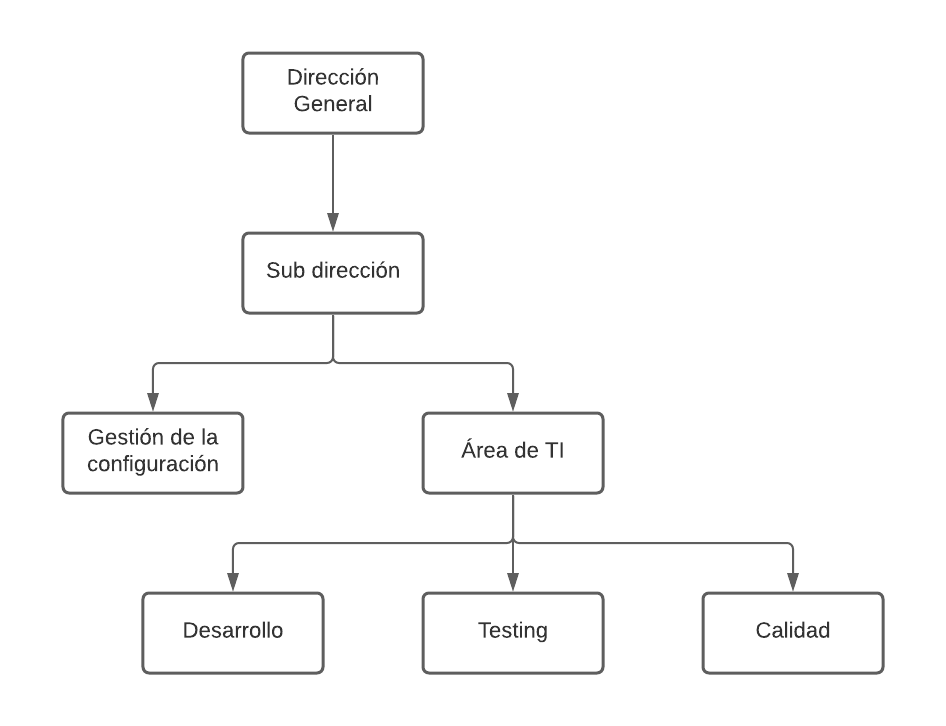 Dirección
General
Sub dirección
Gestión de la
configuración
Área de TI
Desarrollo
Testing
Calidad